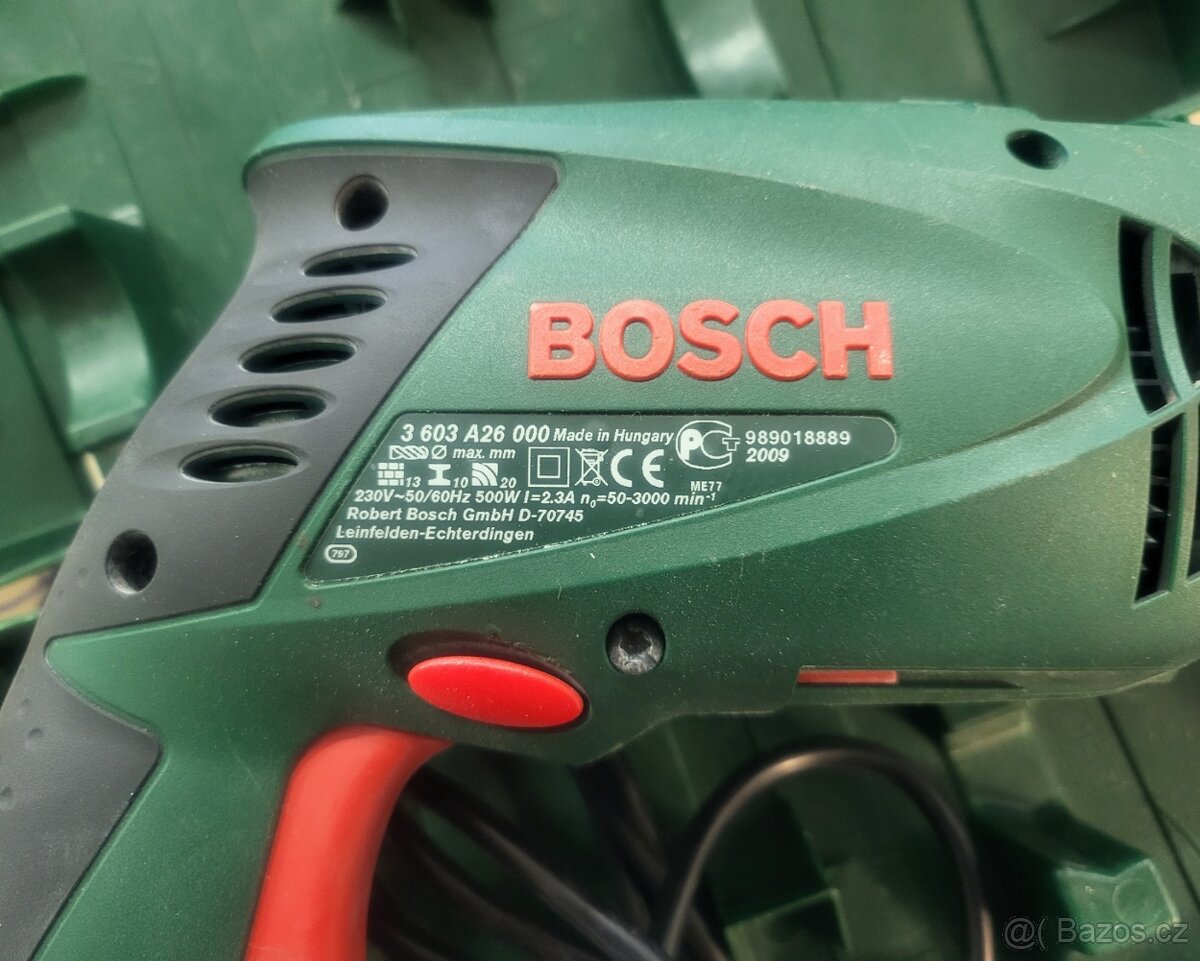 BOSCH
3 603 A26 000 Made in Hungary
989018889
2009
max. mm
13 10 20
CE
ME77
230V~50/60Hz 500W I=2.3A n₀=50-3000 min⁻¹
Robert Bosch GmbH D-70745
Leinfelden-Echterdingen
797
@( Bazos.cz